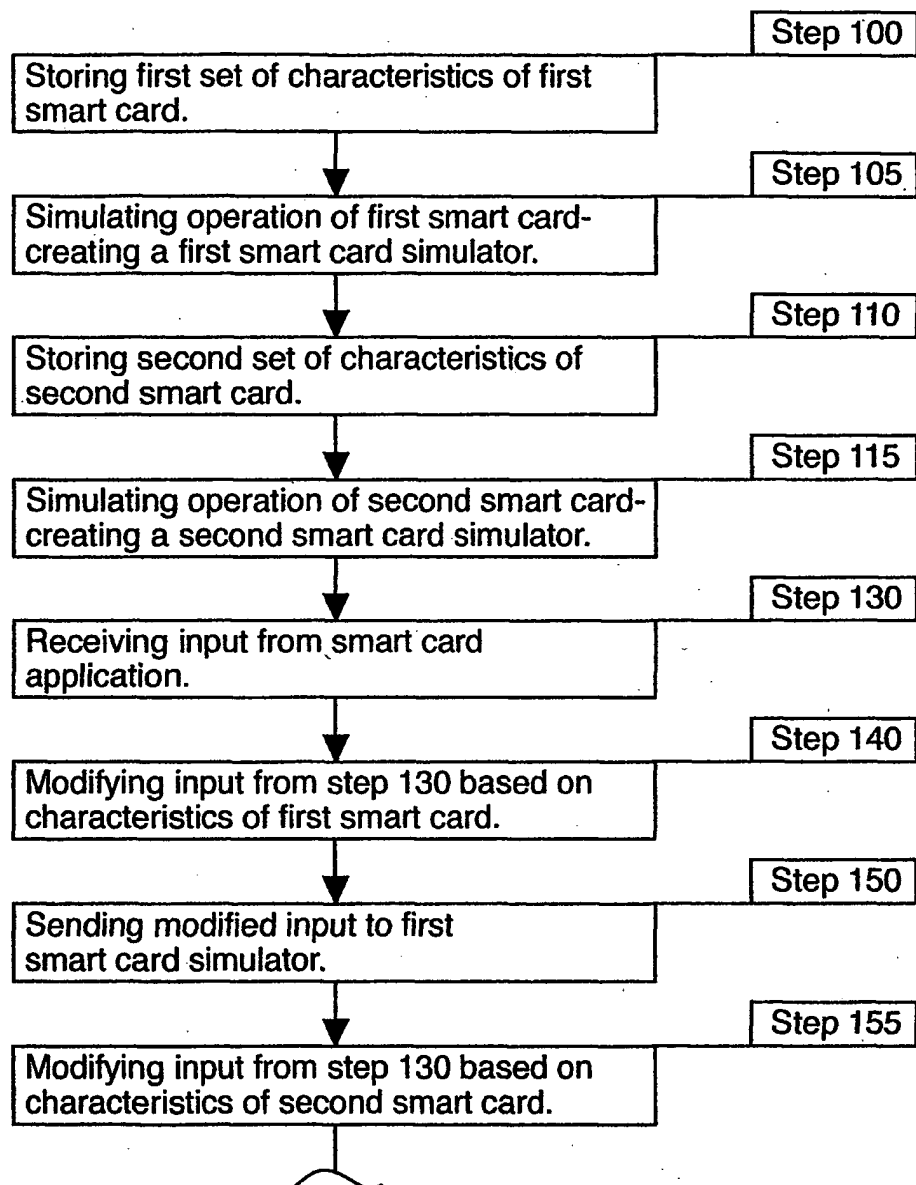 Step 100
Storing first set of characteristics of first
smart card.
Step 105
Simulating operation of first smart card-
creating a first smart card simulator.
Step 110
Storing second set of characteristics of
second smart card.
Step 115
Simulating operation of second smart card-
creating a second smart card simulator.
Step 130
Receiving input from smart card
application.
Step 140
Modifying input from step 130 based on
characteristics of first smart card.
Step 150
Sending modified input to first
smart card simulator.
Step 155
Modifying input from step 130 based on
characteristics of second smart card.